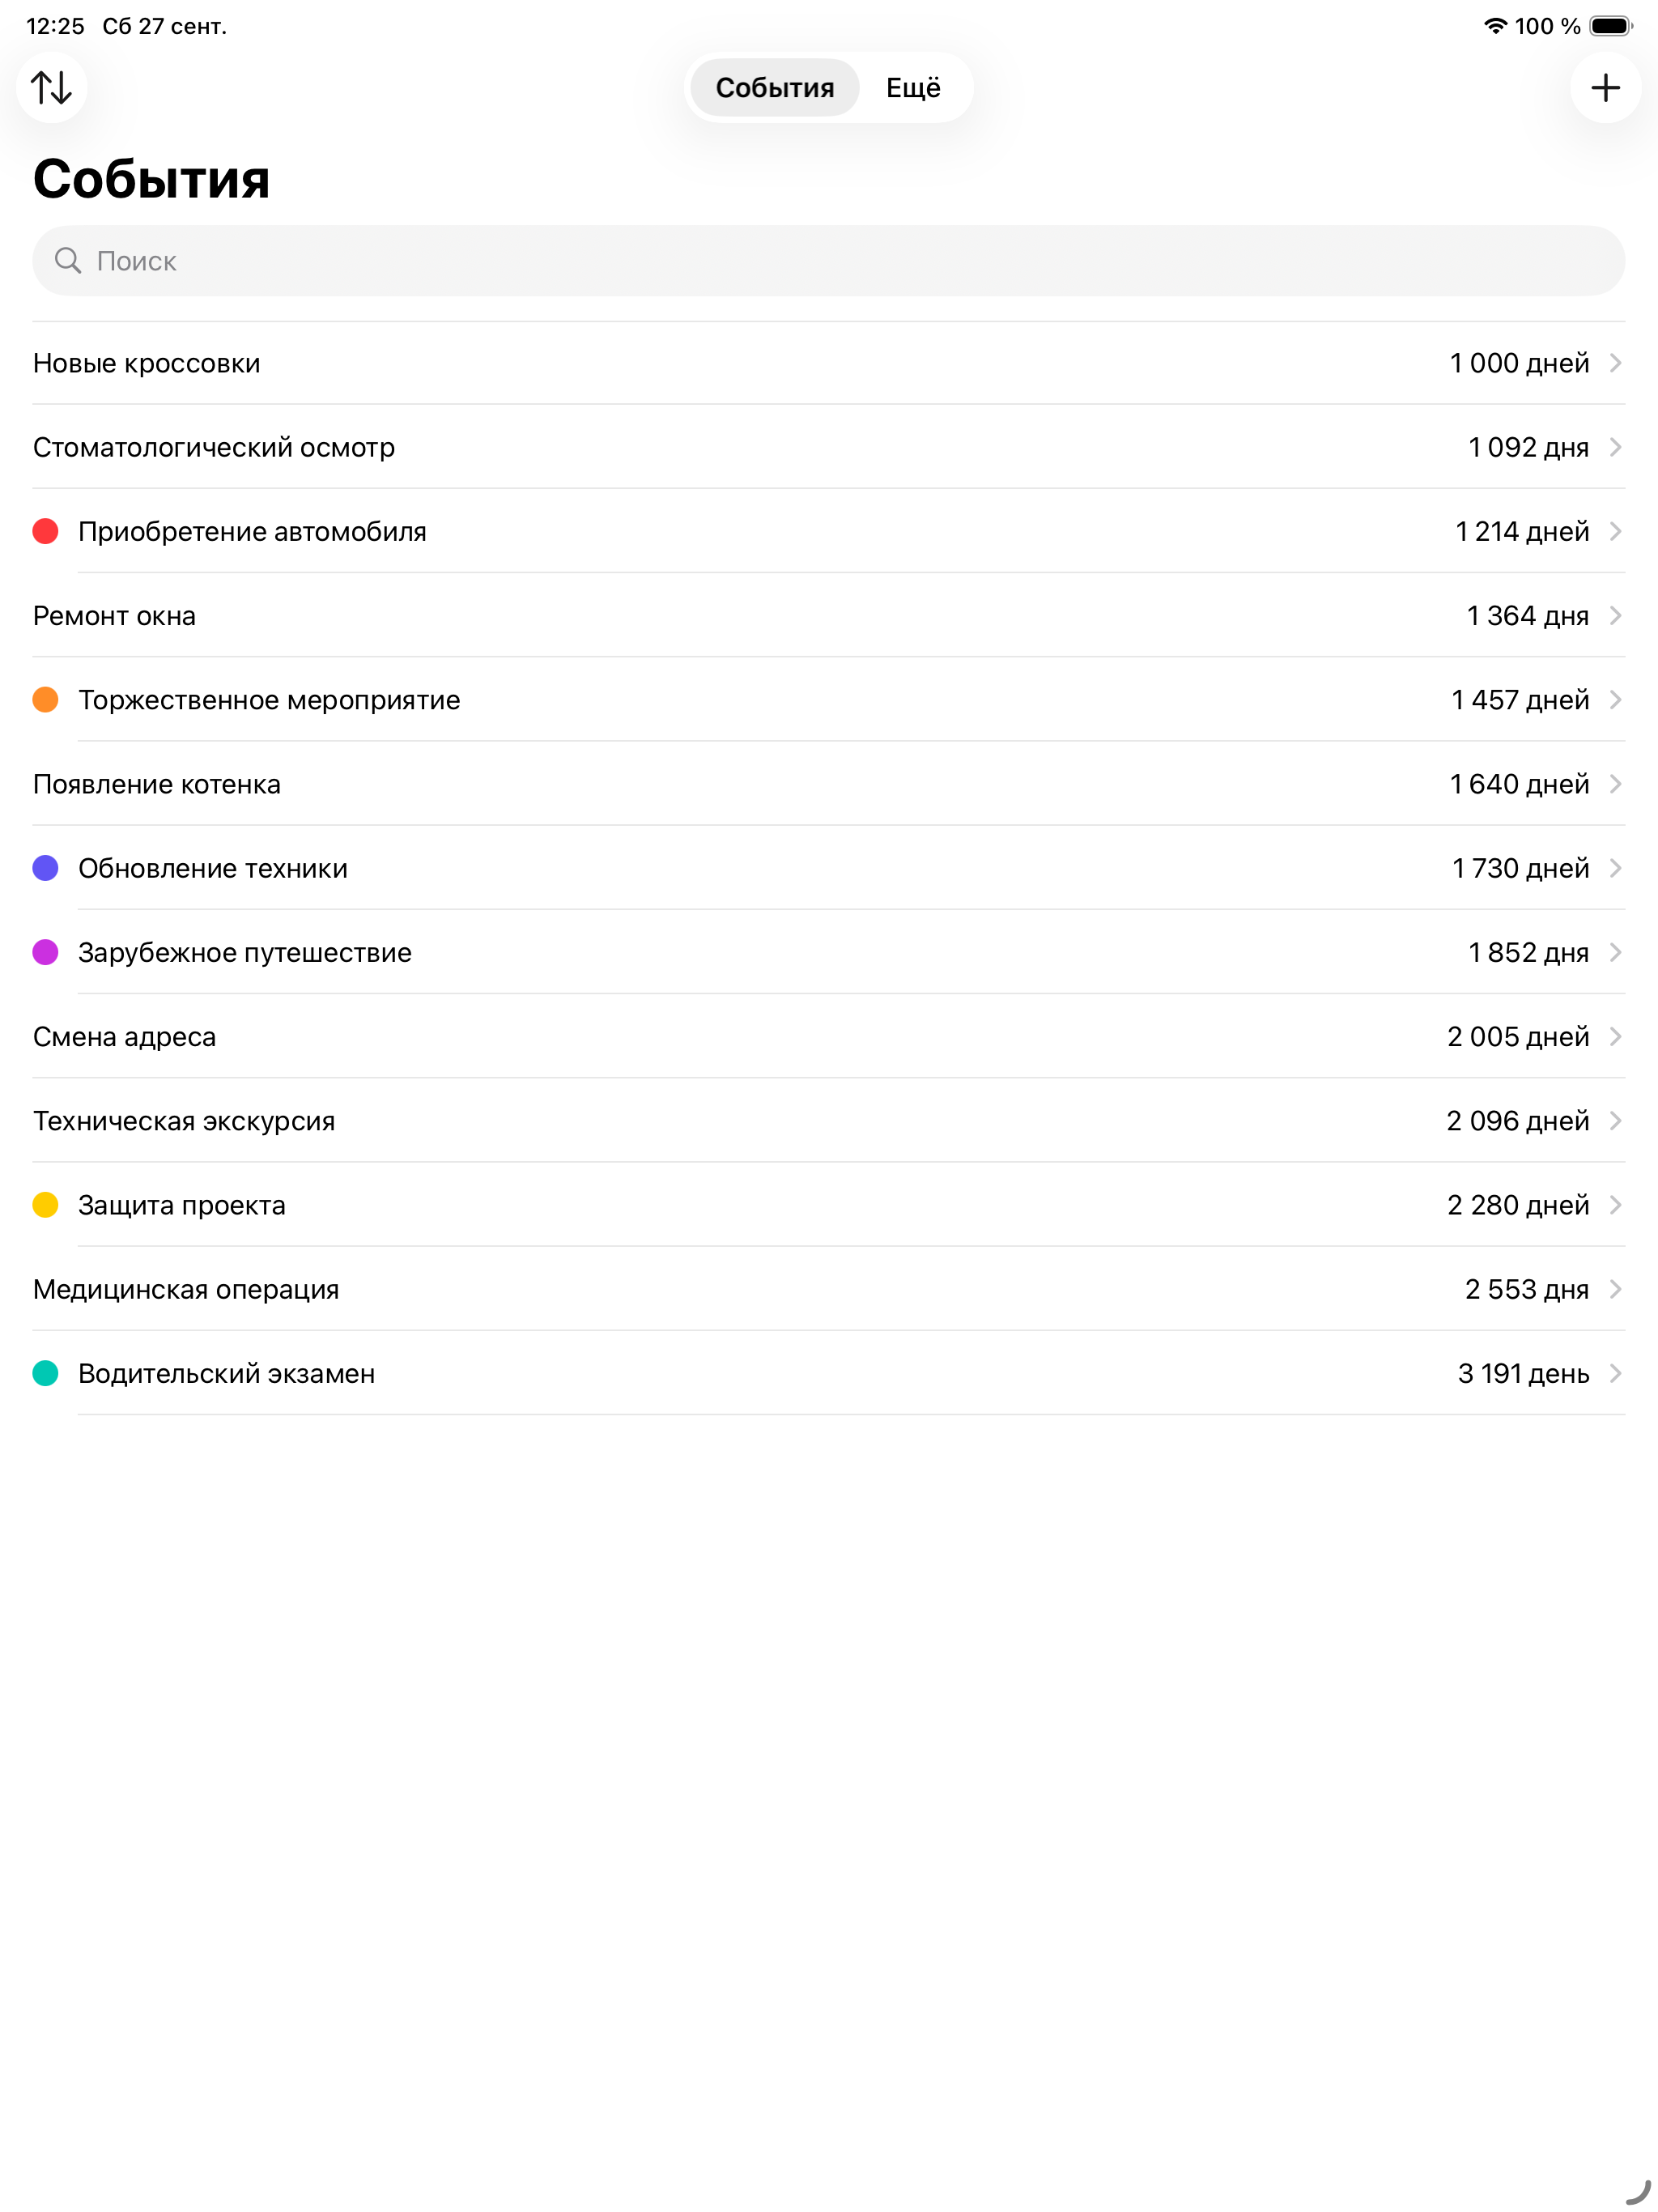 12:25 Сб 27 сент.
100 %
События Ещё
События
Поиск
Новые кроссовки 1 000 дней
Стоматологический осмотр 1 092 дня
Приобретение автомобиля 1 214 дней
Ремонт окна 1 364 дня
Торжественное мероприятие 1 457 дней
Появление котенка 1 640 дней
Обновление техники 1 730 дней
Зарубежное путешествие 1 852 дня
Смена адреса 2 005 дней
Техническая экскурсия 2 096 дней
Защита проекта 2 280 дней
Медицинская операция 2 553 дня
Водительский экзамен 3 191 день